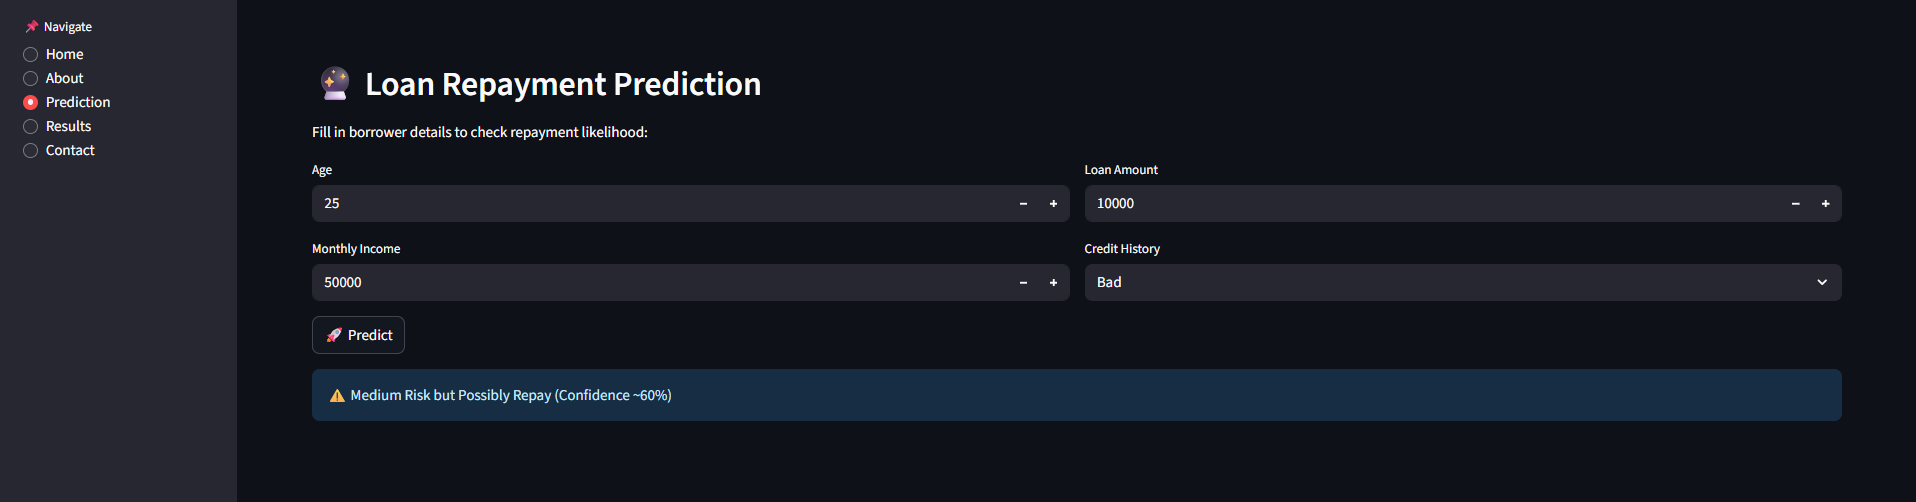 Navigate
Home
About
Prediction
Results
Contact
Loan Repayment Prediction
Fill in borrower details to check repayment likelihood:
Age
25
Loan Amount
10000
Monthly Income
50000
Credit History
Bad
Predict
Medium Risk but Possibly Repay (Confidence ~60%)